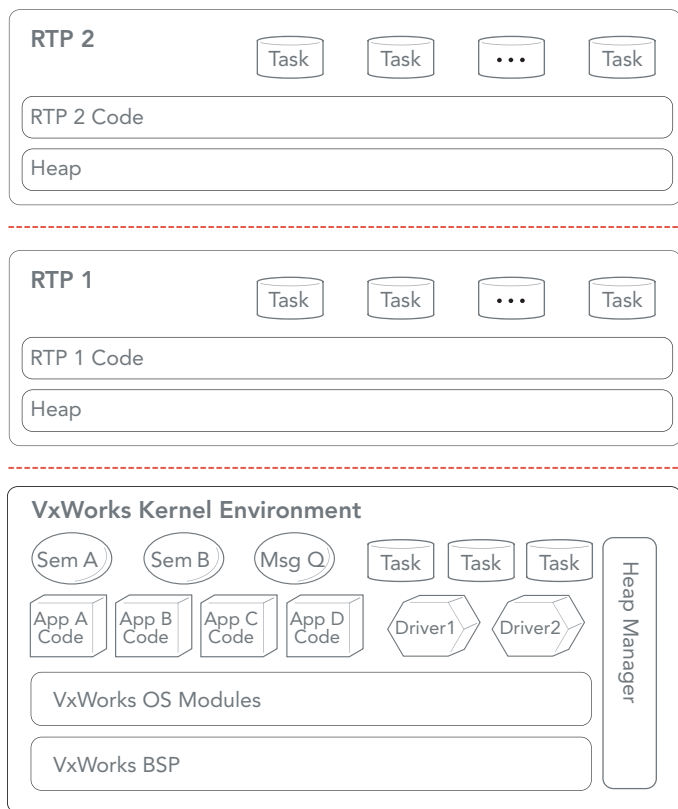 RTP 2
Task Task ••• Task
RTP 2 Code
Heap
RTP 1
Task Task ••• Task
RTP 1 Code
Heap
VxWorks Kernel Environment
Sem A Sem B Msg Q Task Task Task
App A App B App C App D
Code Code Code Code
Driver1 Driver2
Heap Manager
VxWorks OS Modules
VxWorks BSP